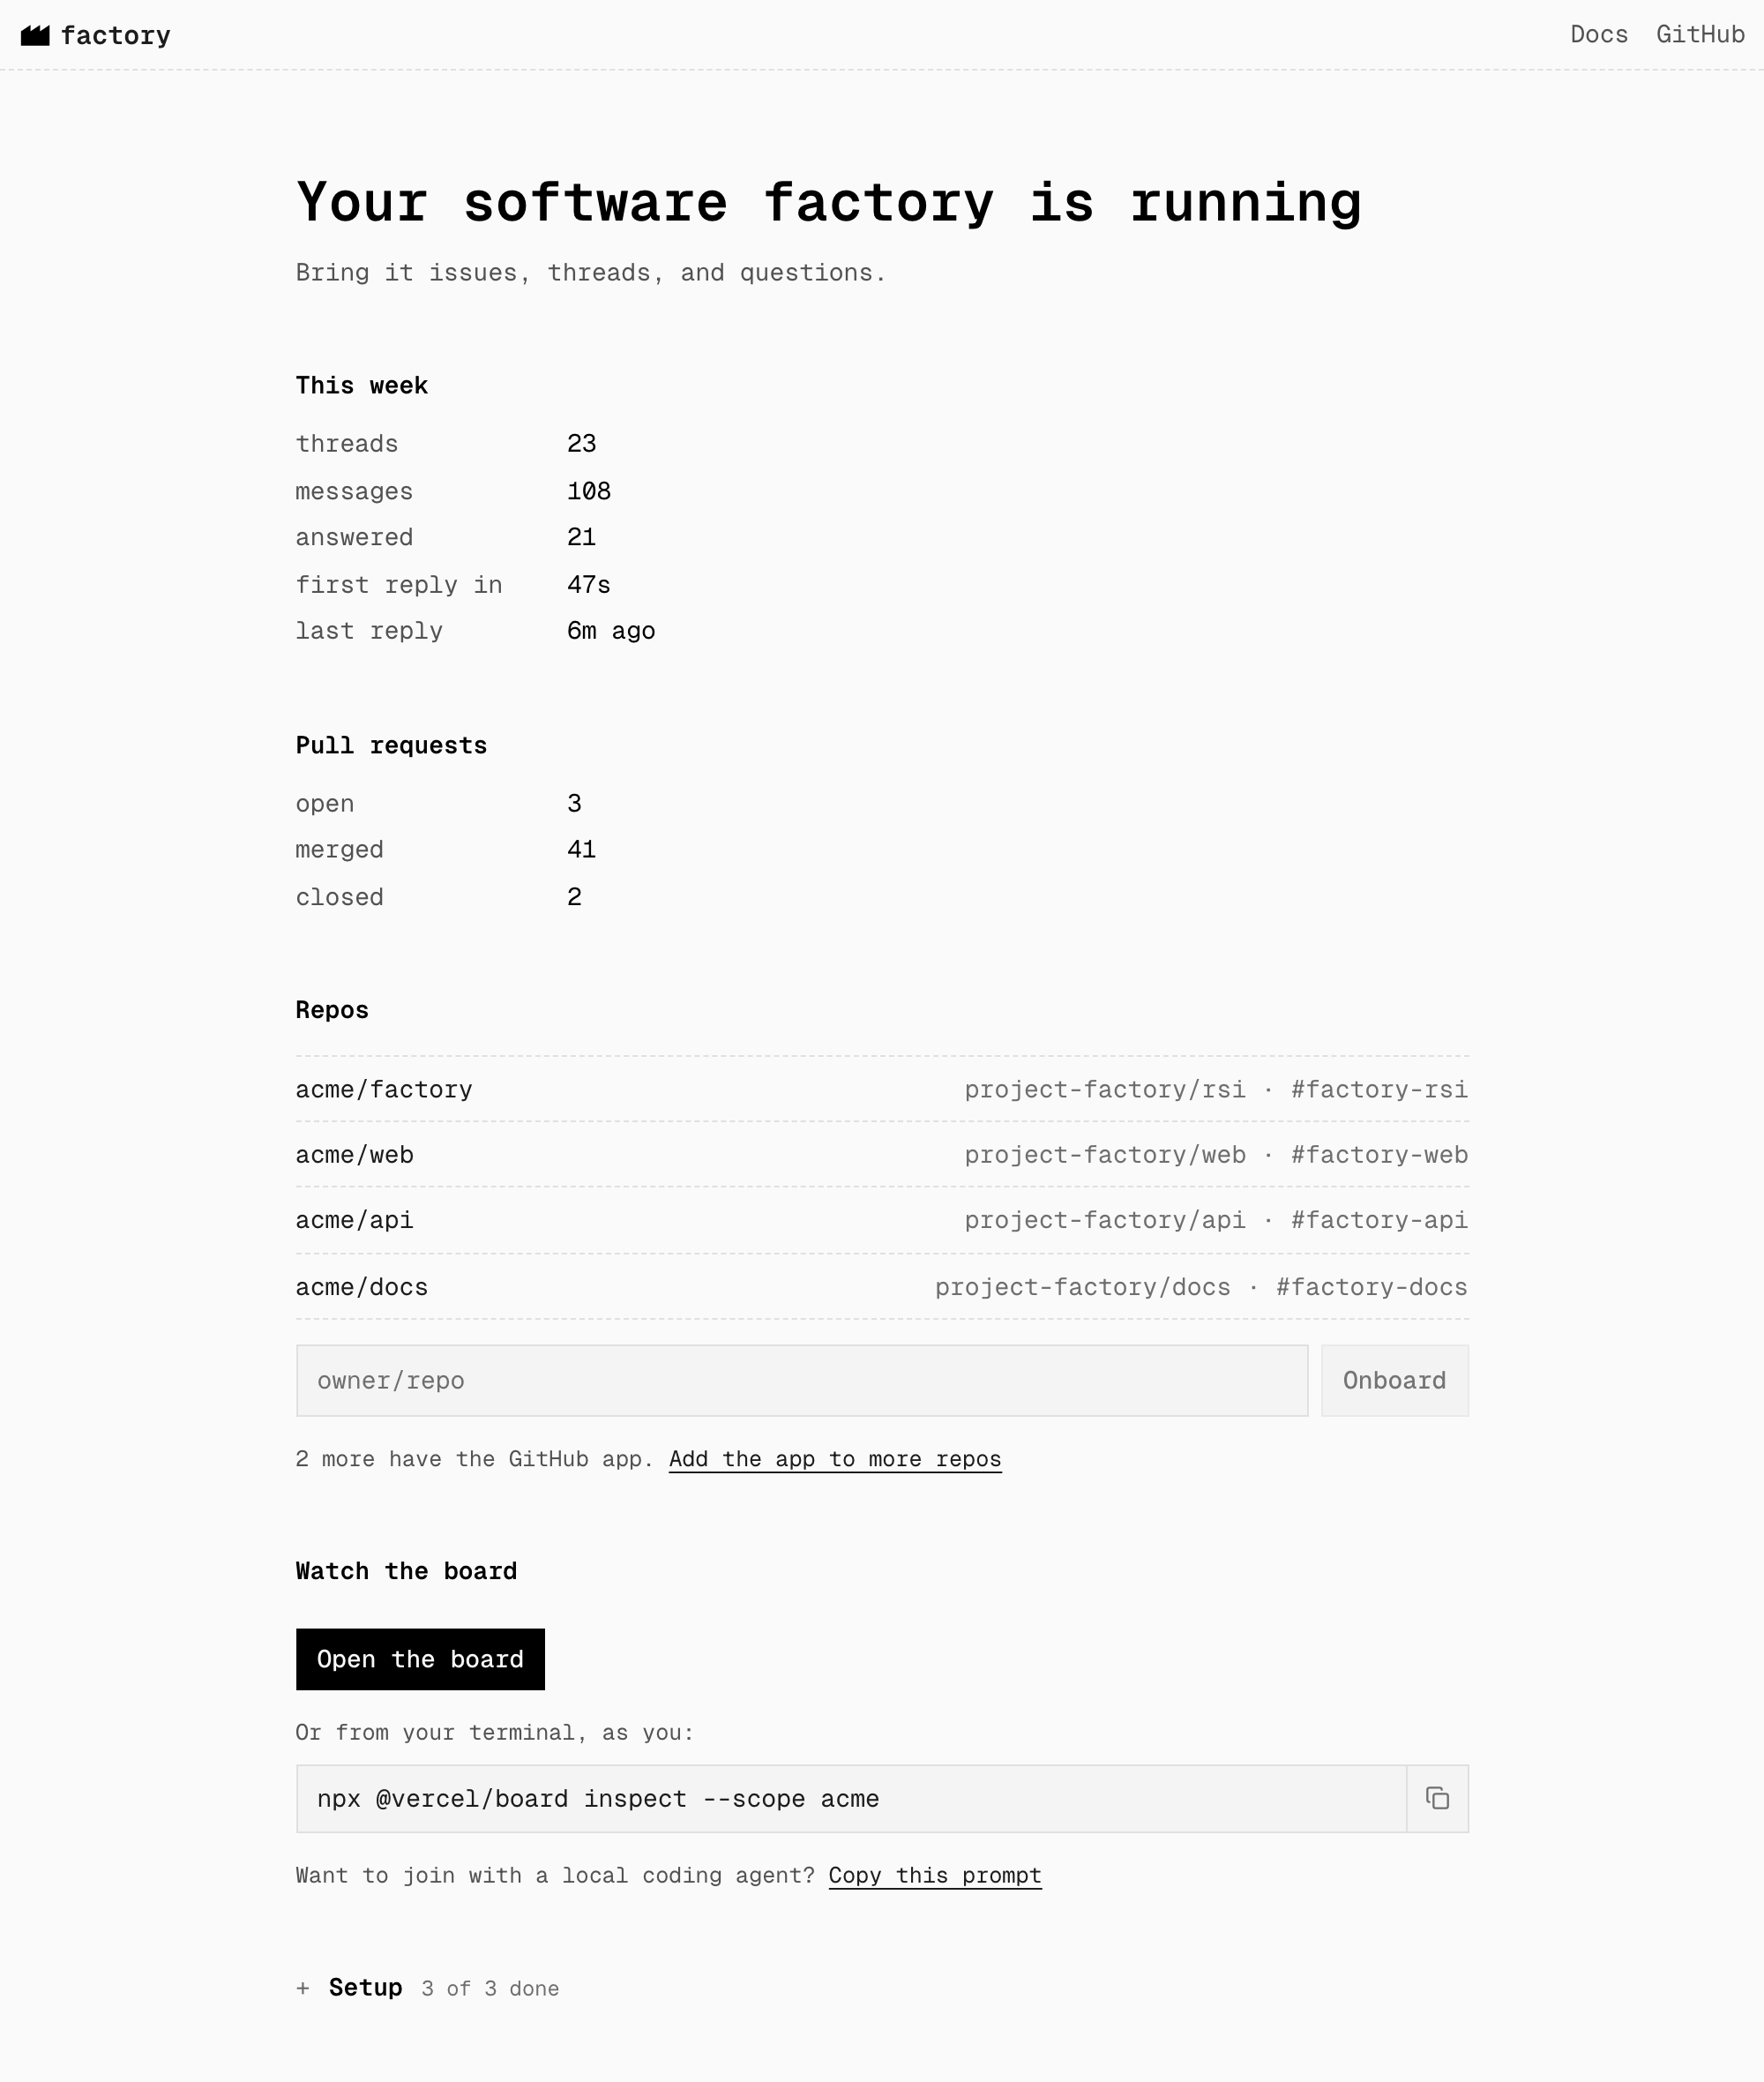 factory
Docs GitHub
Your software factory is running
Bring it issues, threads, and questions.
This week
threads 23
messages 108
answered 21
first reply in 47s
last reply 6m ago
Pull requests
open 3
merged 41
closed 2
Repos
acme/factory project-factory/rsi · #factory-rsi
acme/web project-factory/web · #factory-web
acme/api project-factory/api · #factory-api
acme/docs project-factory/docs · #factory-docs
owner/repo Onboard
2 more have the GitHub app. Add the app to more repos
Watch the board
Open the board
Or from your terminal, as you:
npx @vercel/board inspect --scope acme
Want to join with a local coding agent? Copy this prompt
+ Setup 3 of 3 done